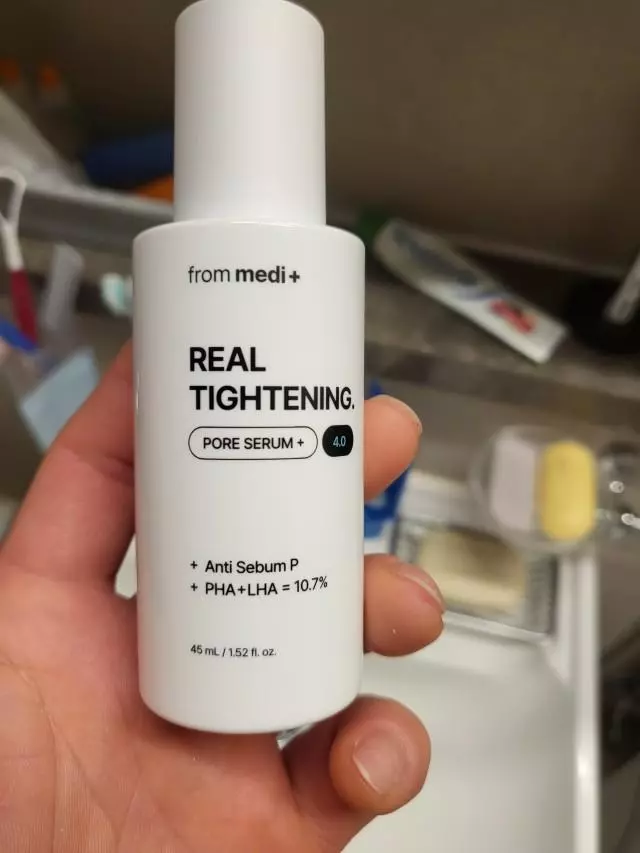 from medi+
REAL
TIGHTENING.
PORE SERUM + 4.0
+ Anti Sebum P
+ PHA+LHA = 10.7%
45 mL / 1.52 fl. oz.